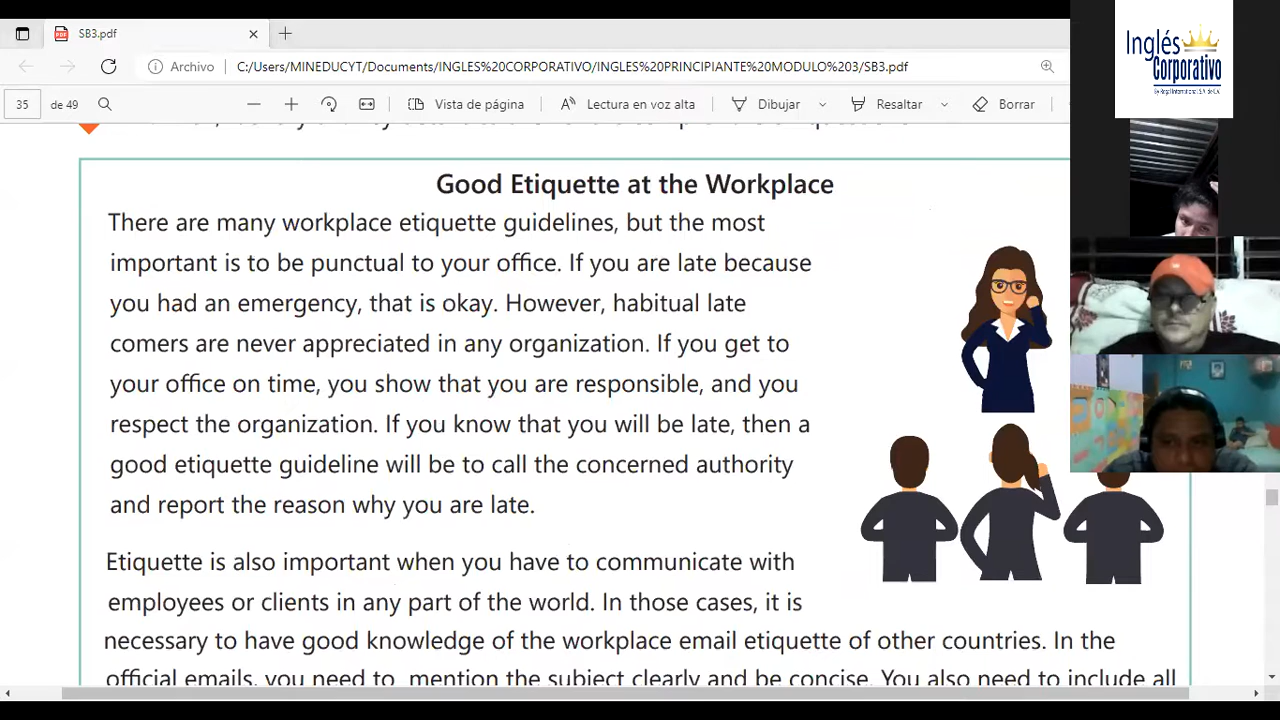 SB3.pdf
Archivo
C:/Users/MINEDUCYT/Documents/INGLES%20CORPORATIVO/INGLES%20PRINCIPIANTE%20MODULO%203/SB3.pdf
35
de 49
Vista de página
Lectura en voz alta
Dibujar
Resaltar
Borrar
Inglés
Corporativo
Good Etiquette at the Workplace
There are many workplace etiquette guidelines, but the most
important is to be punctual to your office. If you are late because
you had an emergency, that is okay. However, habitual late
comers are never appreciated in any organization. If you get to
your office on time, you show that you are responsible, and you
respect the organization. If you know that you will be late, then a
good etiquette guideline will be to call the concerned authority
and report the reason why you are late.
Etiquette is also important when you have to communicate with
employees or clients in any part of the world. In those cases, it is
necessary to have good knowledge of the workplace email etiquette of other countries. In the
official emails, you need to mention the subject clearly and be concise. You also need to include all